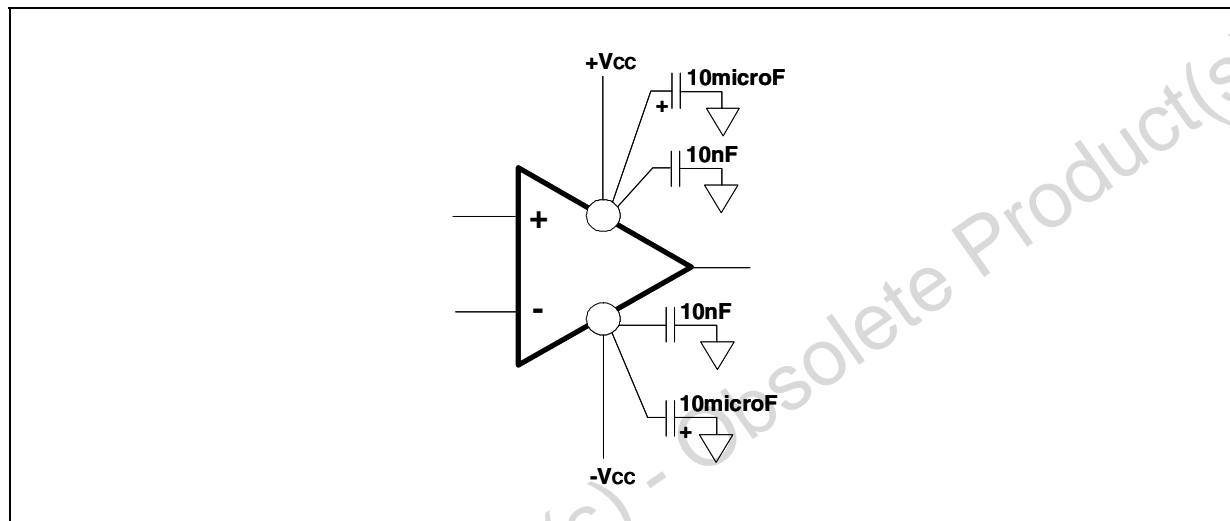 +Vcc
10microF
+
10nF
+
-
10nF
10microF
+
-Vcc
(s) - Obsolete Product(s